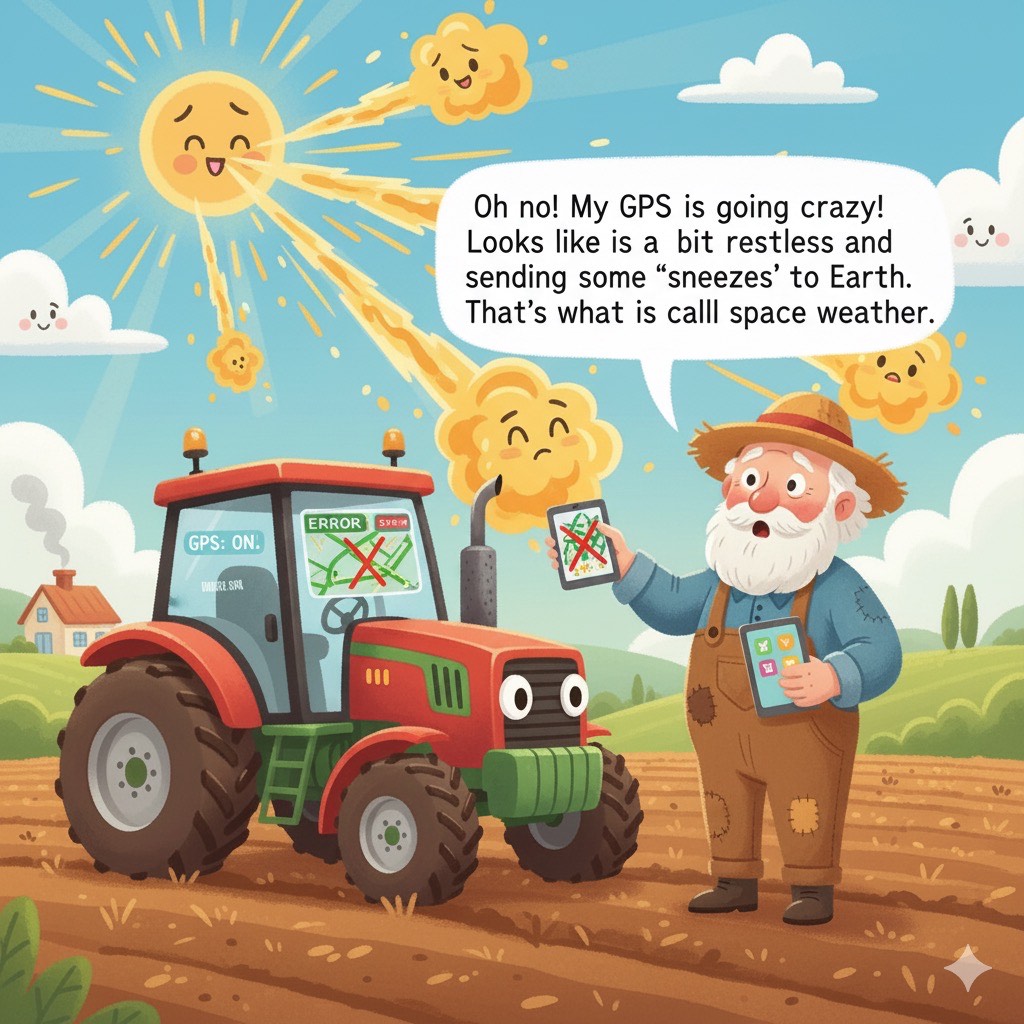 Oh no! My GPS is going crazy!
Looks like is a bit restless and
sending some “sneezes’ to Earth.
That’s what is calll space weather.
ERROR
GPS: ON.